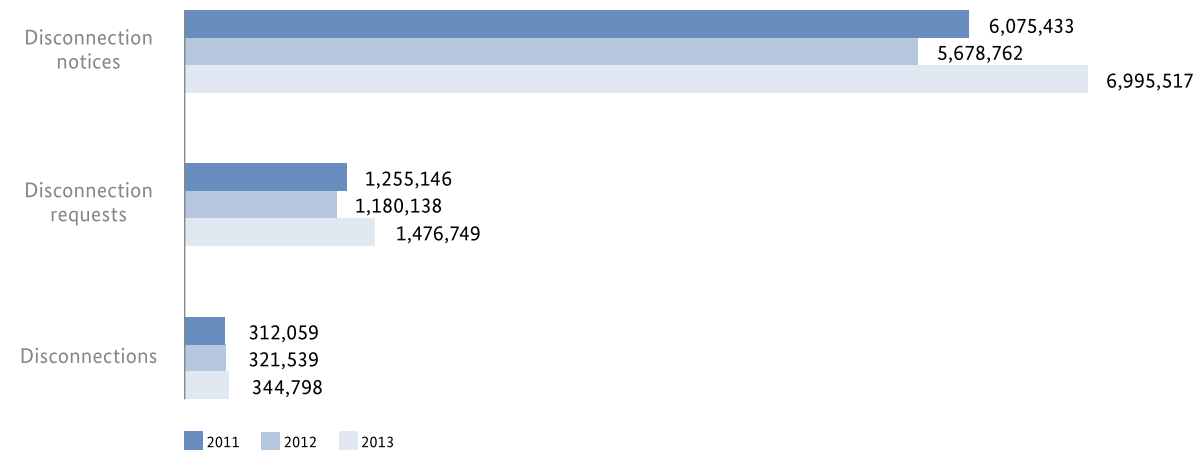 Disconnection
notices
6,075,433
5,678,762
6,995,517
Disconnection
requests
1,255,146
1,180,138
1,476,749
Disconnections
312,059
321,539
344,798
2011 2012 2013